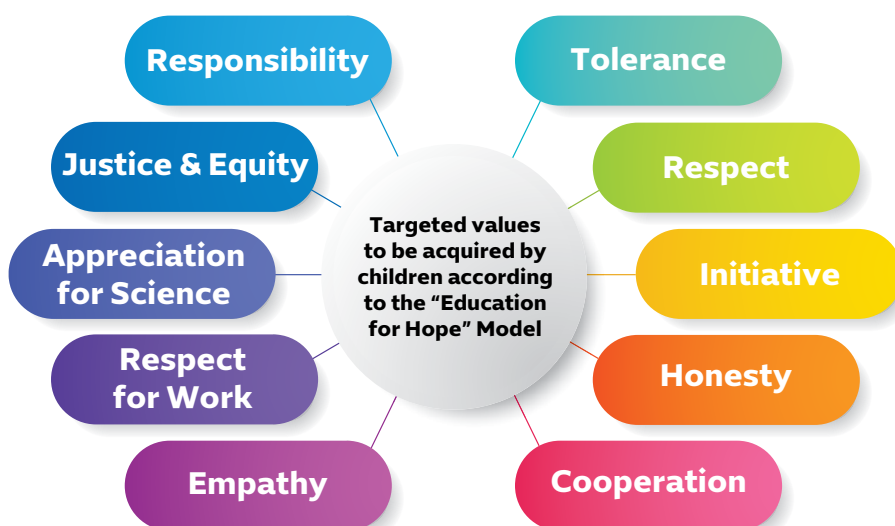 Responsibility
Justice & Equity
Appreciation
for Science
Respect
for Work
Empathy
Targeted values
to be acquired by
children according
to the “Education
for Hope” Model
Tolerance
Respect
Initiative
Honesty
Cooperation